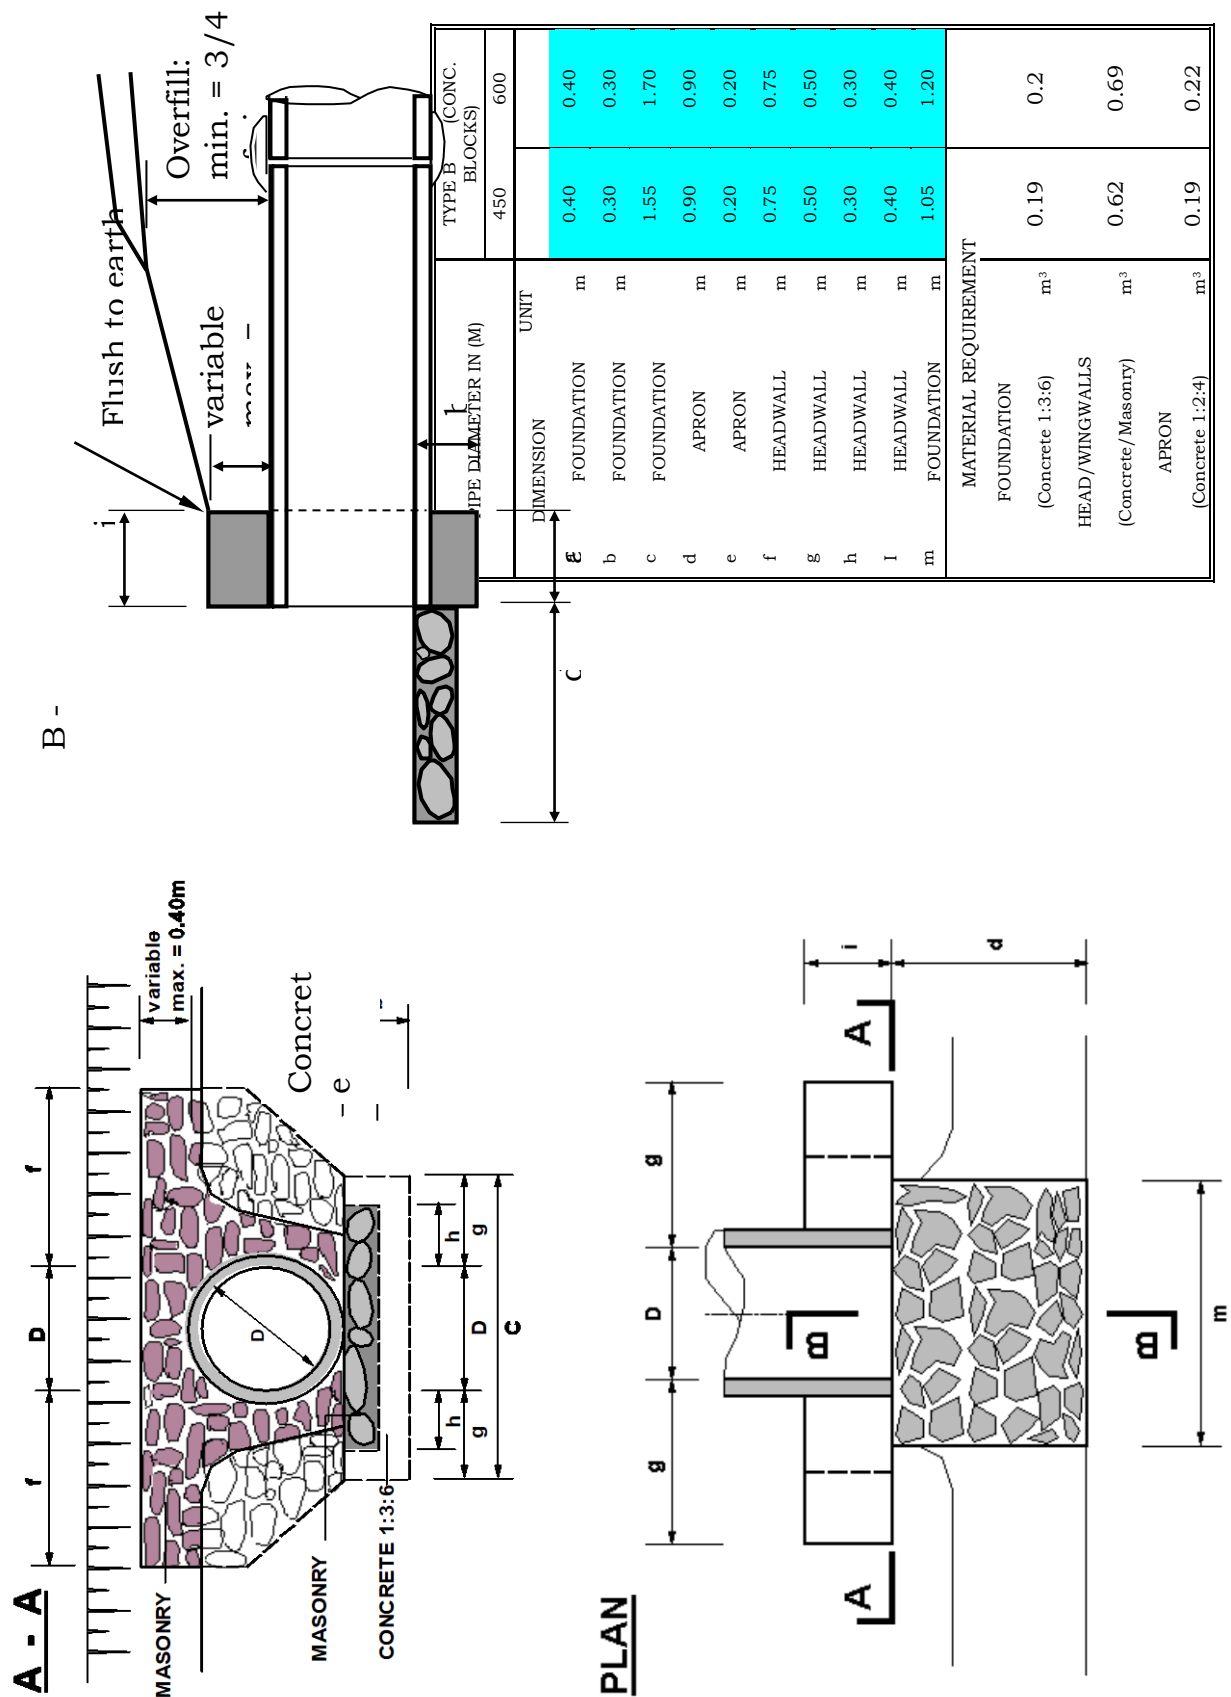 A - A
f
D
f
variable
max. = 0.40m
MASONRY
D
MASONRY
CONCRETE 1:3:6
Concret
e
h
h
g
D
g
C
B -
Flush to earth
Overfill:
min. = 3/4
variable
i
PLAN
g
D
g
i
d
A
A
B
B
m
PIPE DIAMETER IN (M)
TYPE B (CONC. BLOCKS)
450 600
DIMENSION UNIT
FOUNDATION m 0.40 0.40
b FOUNDATION m 0.30 0.30
c FOUNDATION 1.55 1.70
d APRON m 0.90 0.90
e APRON m 0.20 0.20
f HEADWALL m 0.75 0.75
g HEADWALL m 0.50 0.50
h HEADWALL m 0.30 0.30
I HEADWALL m 0.40 0.40
m FOUNDATION m 1.05 1.20
MATERIAL REQUIREMENT
FOUNDATION
(Concrete 1:3:6) m³ 0.19 0.2
HEAD/WINGWALLS
(Concrete/Masonry) m³ 0.62 0.69
APRON
(Concrete 1:2:4) m³ 0.19 0.22